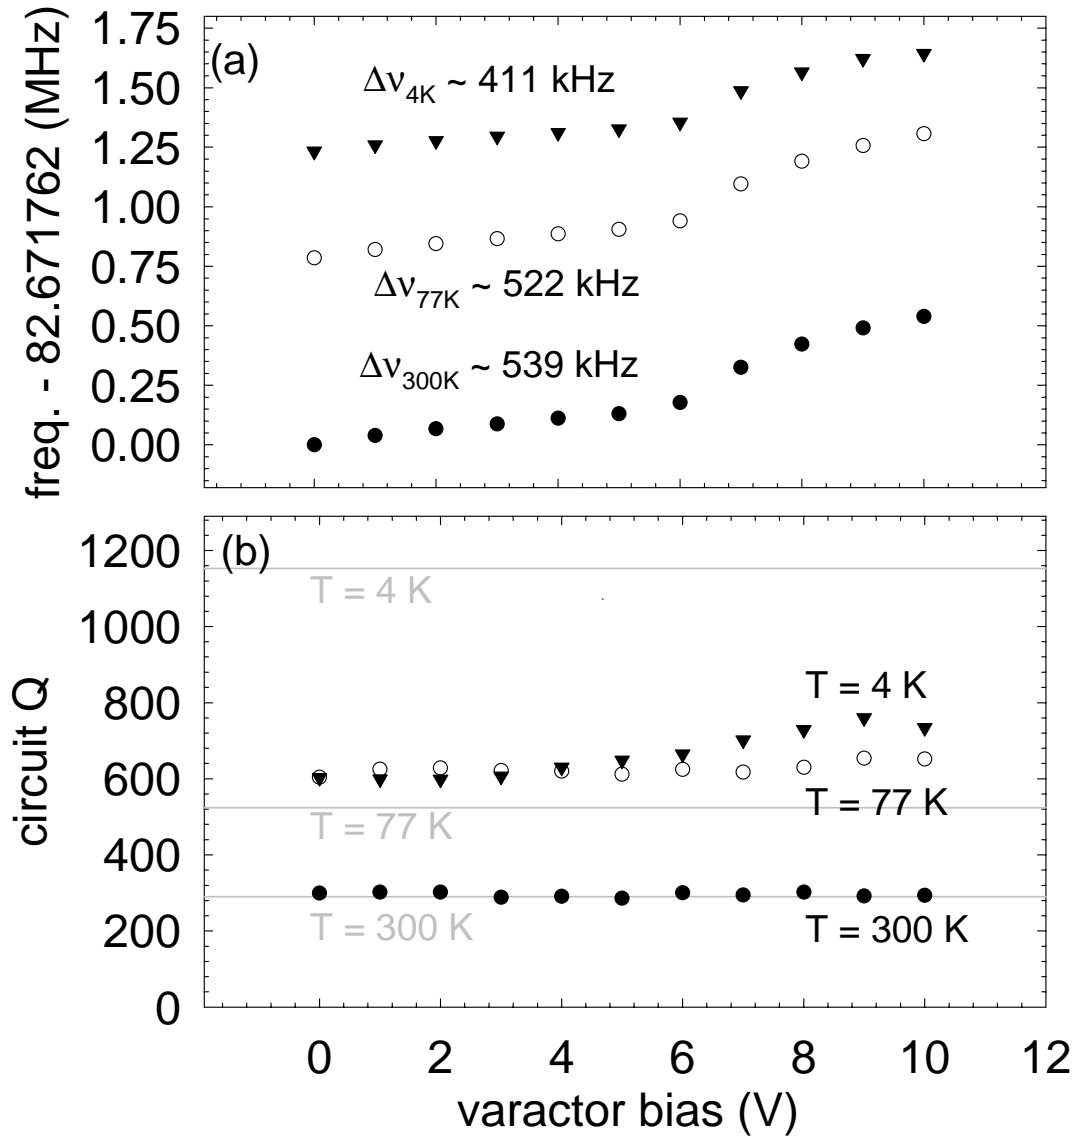 freq. - 82.671762 (MHz)
1.75
1.50
1.25
1.00
0.75
0.50
0.25
0.00
(a)
Δν4K ~ 411 kHz
Δν77K ~ 522 kHz
Δν300K ~ 539 kHz
circuit Q
1200
1000
800
600
400
200
0
(b)
T = 4 K
T = 4 K
T = 77 K
T = 77 K
T = 300 K
T = 300 K
0 2 4 6 8 10 12
varactor bias (V)